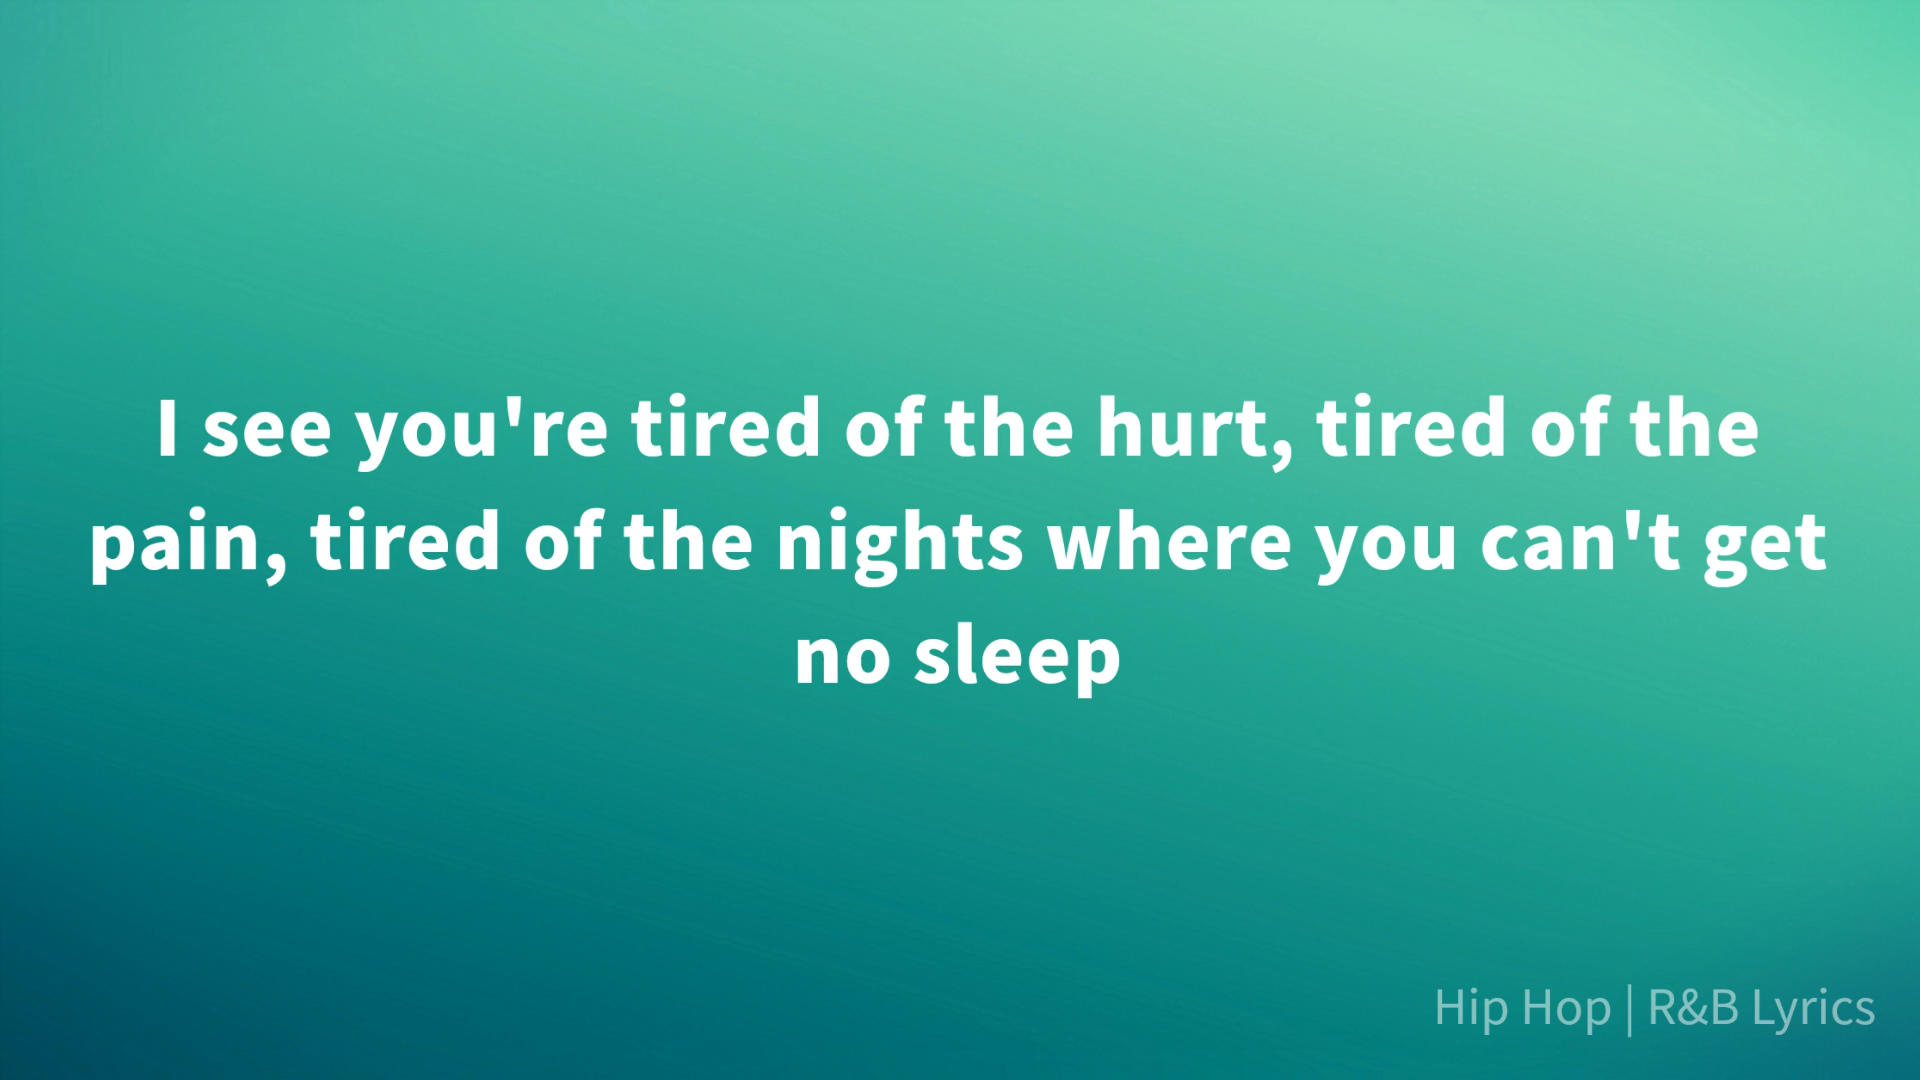 I see you're tired of the hurt, tired of the
pain, tired of the nights where you can't get
no sleep
Hip Hop | R&B Lyrics